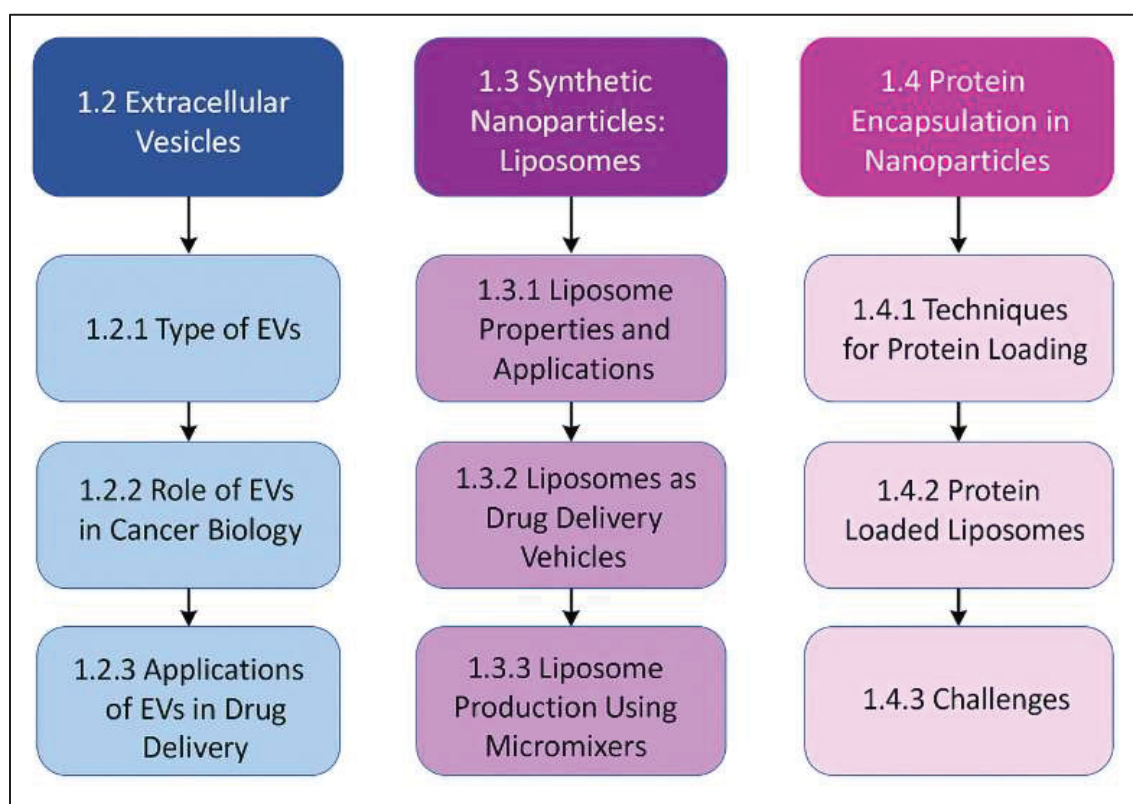 1.2 Extracellular
Vesicles
1.2.1 Type of EVs
1.2.2 Role of EVs
in Cancer Biology
1.2.3 Applications
of EVs in Drug
Delivery
1.3 Synthetic
Nanoparticles:
Liposomes
1.3.1 Liposome
Properties and
Applications
1.3.2 Liposomes as
Drug Delivery
Vehicles
1.3.3 Liposome
Production Using
Micromixers
1.4 Protein
Encapsulation in
Nanoparticles
1.4.1 Techniques
for Protein Loading
1.4.2 Protein
Loaded Liposomes
1.4.3 Challenges